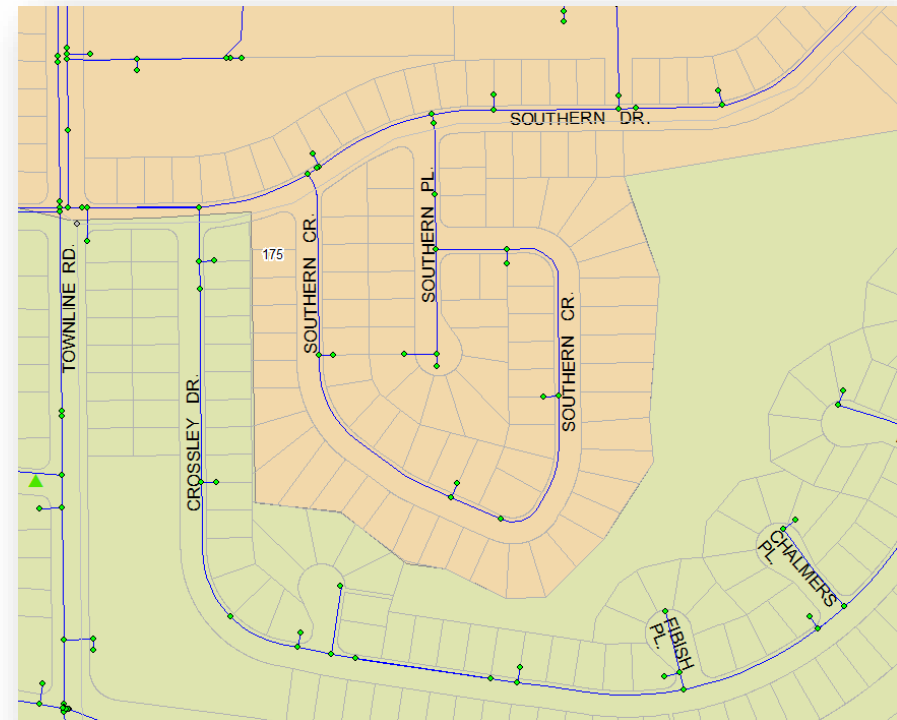 SOUTHERN DR.
SOUTHERN PL.
TOWNLINE RD.
175
SOUTHERN CR.
SOUTHERN CR.
CROSSLEY DR.
CHALMERS
PL.
FIBISH
PL.